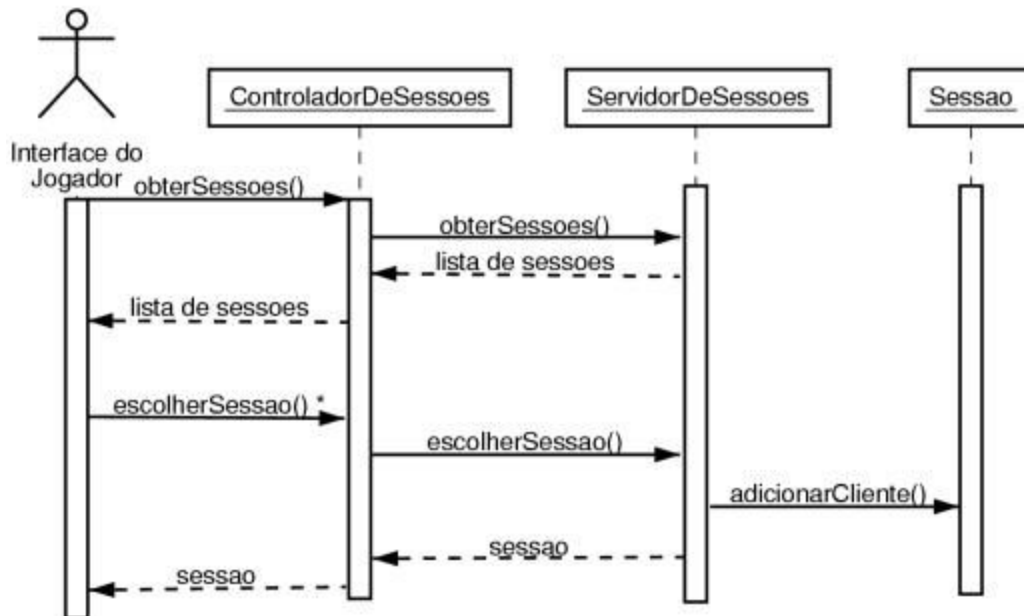 ControladorDeSessoes
ServidorDeSessoes
Sessao
Interface do
Jogador
obterSessoes()
obterSessoes()
lista de sessoes
lista de sessoes
escolherSessao() *
escolherSessao()
adicionarCliente()
sessao
sessao